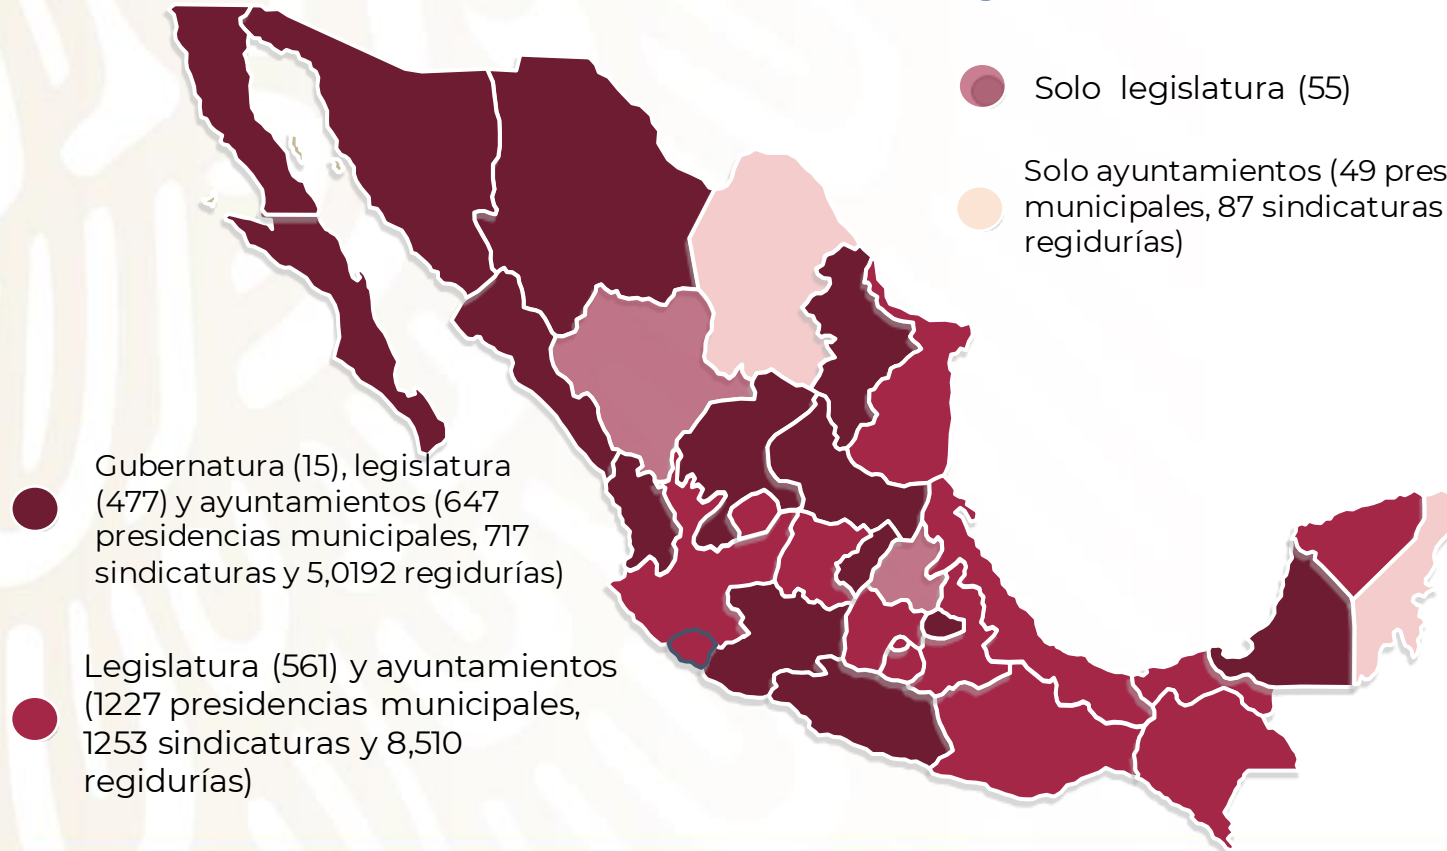 Solo legislatura (55)
Solo ayuntamientos (49 pres
municipales, 87 sindicaturas
regidurías)
Gubernatura (15), legislatura
(477) y ayuntamientos (647
presidencias municipales, 717
sindicaturas y 5,0192 regidurías)
Legislatura (561) y ayuntamientos
(1227 presidencias municipales,
1253 sindicaturas y 8,510
regidurías)